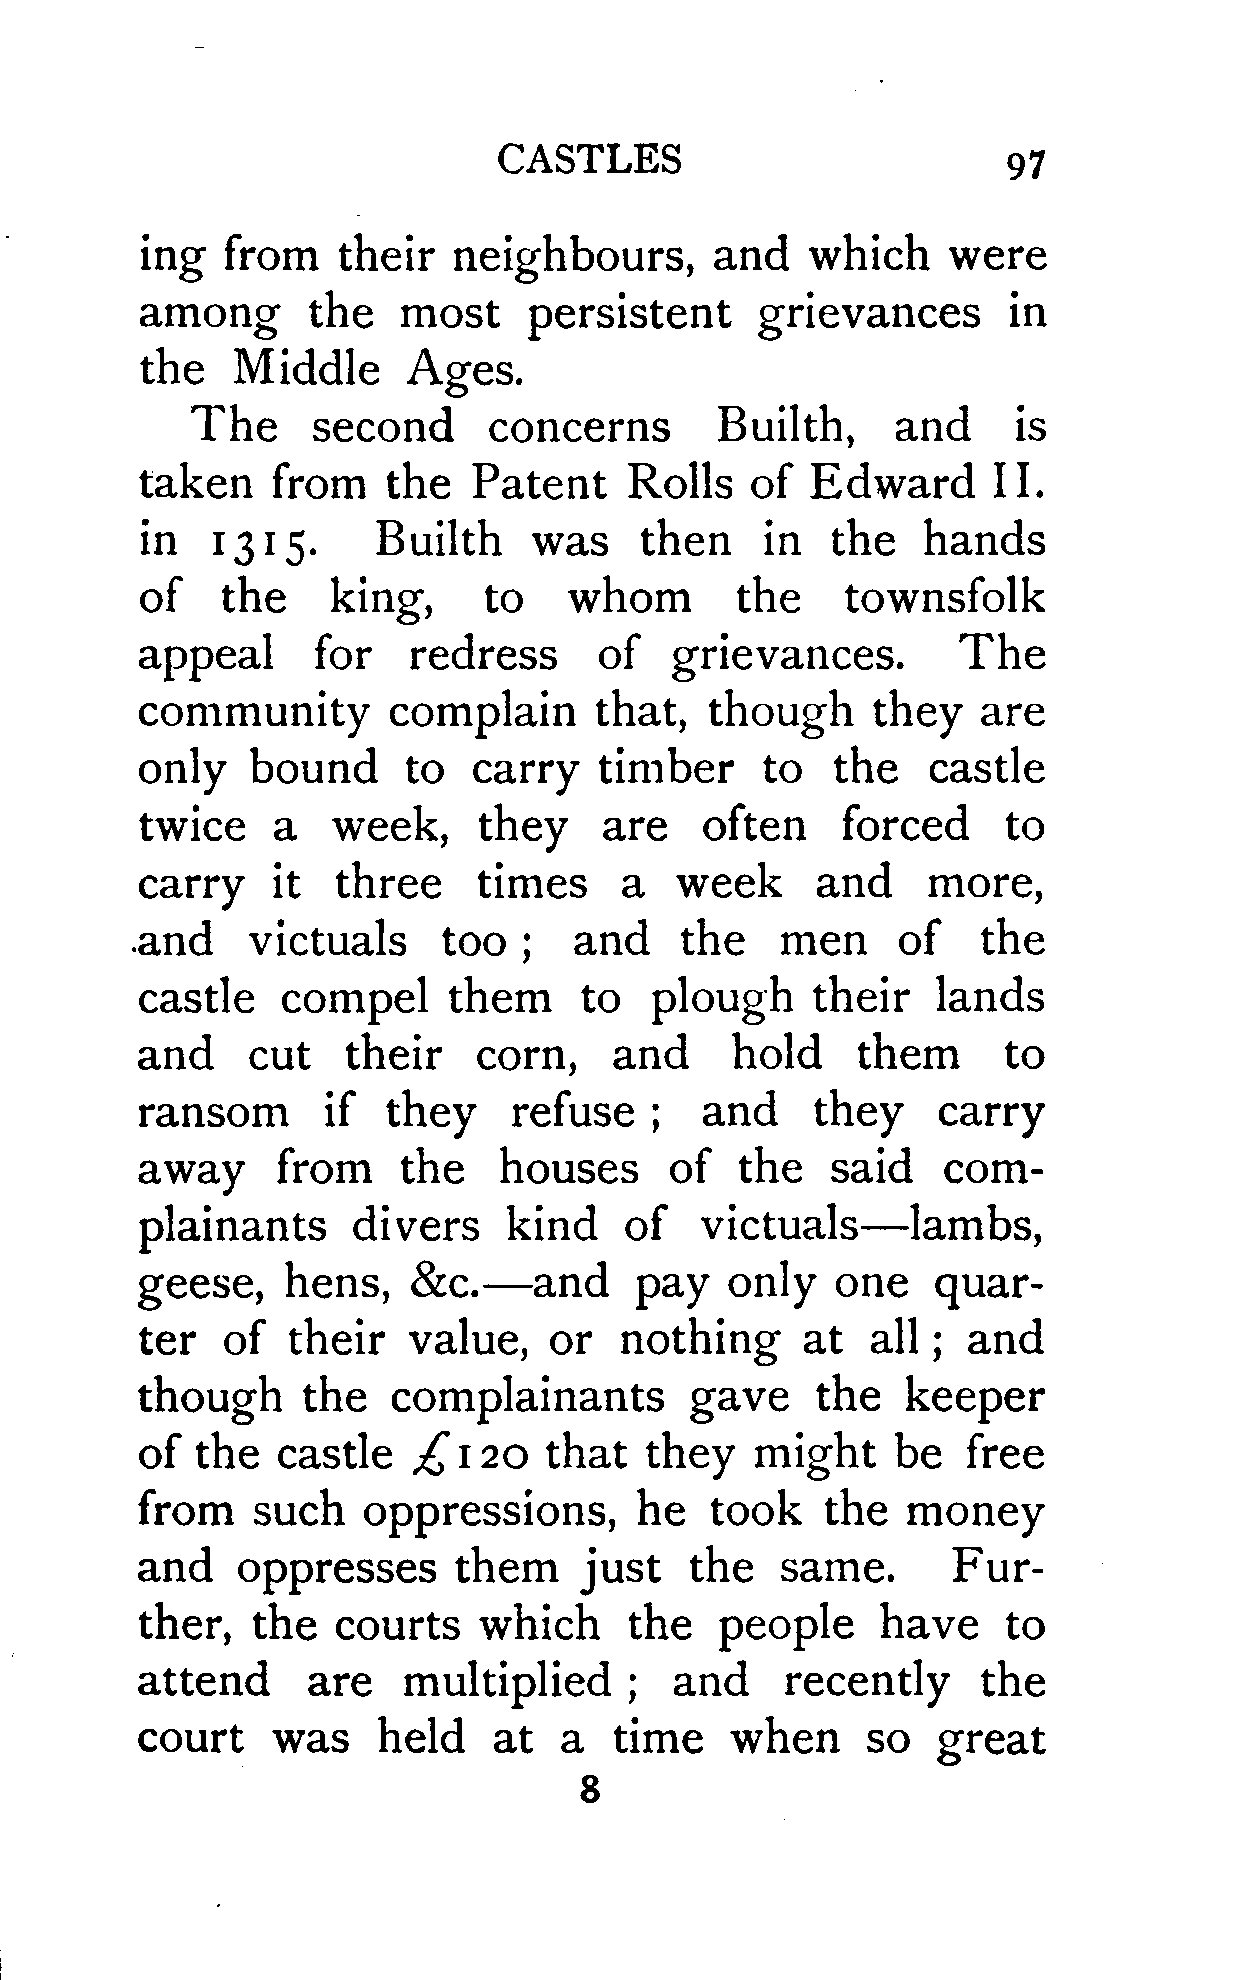 CASTLES 97
ing from their neighbours, and which were
among the most persistent grievances in
the Middle Ages.
The second concerns Builth, and is
taken from the Patent Rolls of Edward II.
in 1315. Builth was then in the hands
of the king, to whom the townsfolk
appeal for redress of grievances. The
community complain that, though they are
only bound to carry timber to the castle
twice a week, they are often forced to
carry it three times a week and more,
and victuals too ; and the men of the
castle compel them to plough their lands
and cut their corn, and hold them to
ransom if they refuse ; and they carry
away from the houses of the said com-
plainants divers kind of victuals—lambs,
geese, hens, &c.—and pay only one quar-
ter of their value, or nothing at all ; and
though the complainants gave the keeper
of the castle £120 that they might be free
from such oppressions, he took the money
and oppresses them just the same. Fur-
ther, the courts which the people have to
attend are multiplied ; and recently the
court was held at a time when so great
8